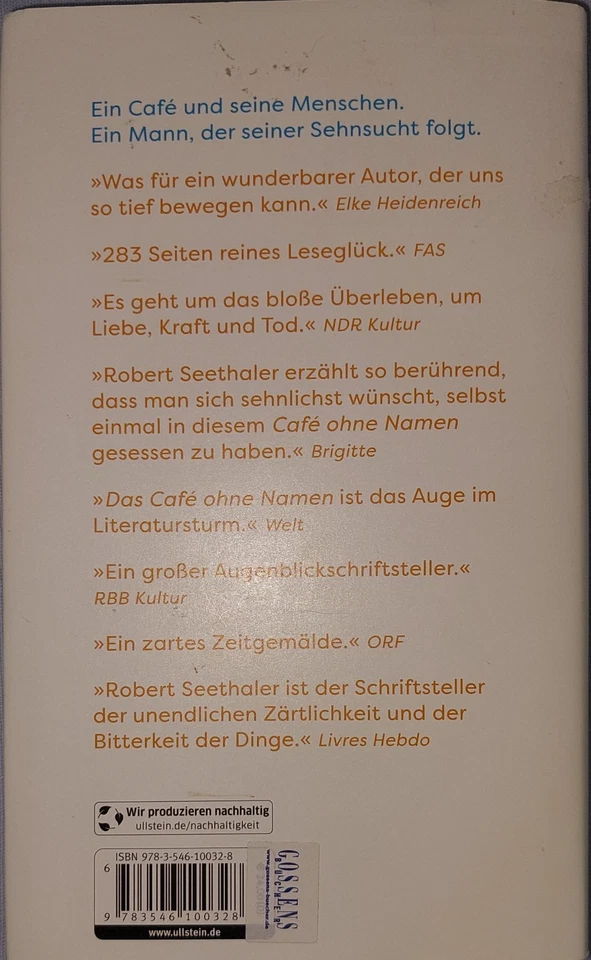 Ein Café und seine Menschen.
Ein Mann, der seiner Sehnsucht folgt.
»Was für ein wunderbarer Autor, der uns
so tief bewegen kann.« Elke Heidenreich
»283 Seiten reines Leseglück.« FAS
»Es geht um das bloße Überleben, um
Liebe, Kraft und Tod.« NDR Kultur
»Robert Seethaler erzählt so berührend,
dass man sich sehnlichst wünscht, selbst
einmal in diesem Café ohne Namen
gesessen zu haben.« Brigitte
»Das Café ohne Namen ist das Auge im
Literatursturm.« Welt
»Ein großer Augenblickschriftsteller.«
RBB Kultur
»Ein zartes Zeitgemälde.« ORF
»Robert Seethaler ist der Schriftsteller
der unendlichen Zärtlichkeit und der
Bitterkeit der Dinge.« Livres Hebdo
Wir produzieren nachhaltig
ullstein.de/nachhaltigkeit
ISBN 978-3-546-10032-8
6
9 783546 100328
www.ullstein.de
GOSSENS
BUECHER
www.gossens-buecher.de